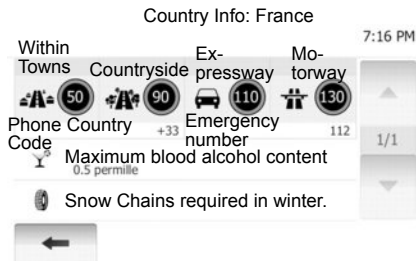 Country Info: France
7:16 PM
Within
Towns
Countryside
Ex-
pressway
Mo-
torway
50
90
110
130
Phone Country
Code
+33
Emergency
number
112
1/1
Maximum blood alcohol content
0.5 permille
Snow Chains required in winter.